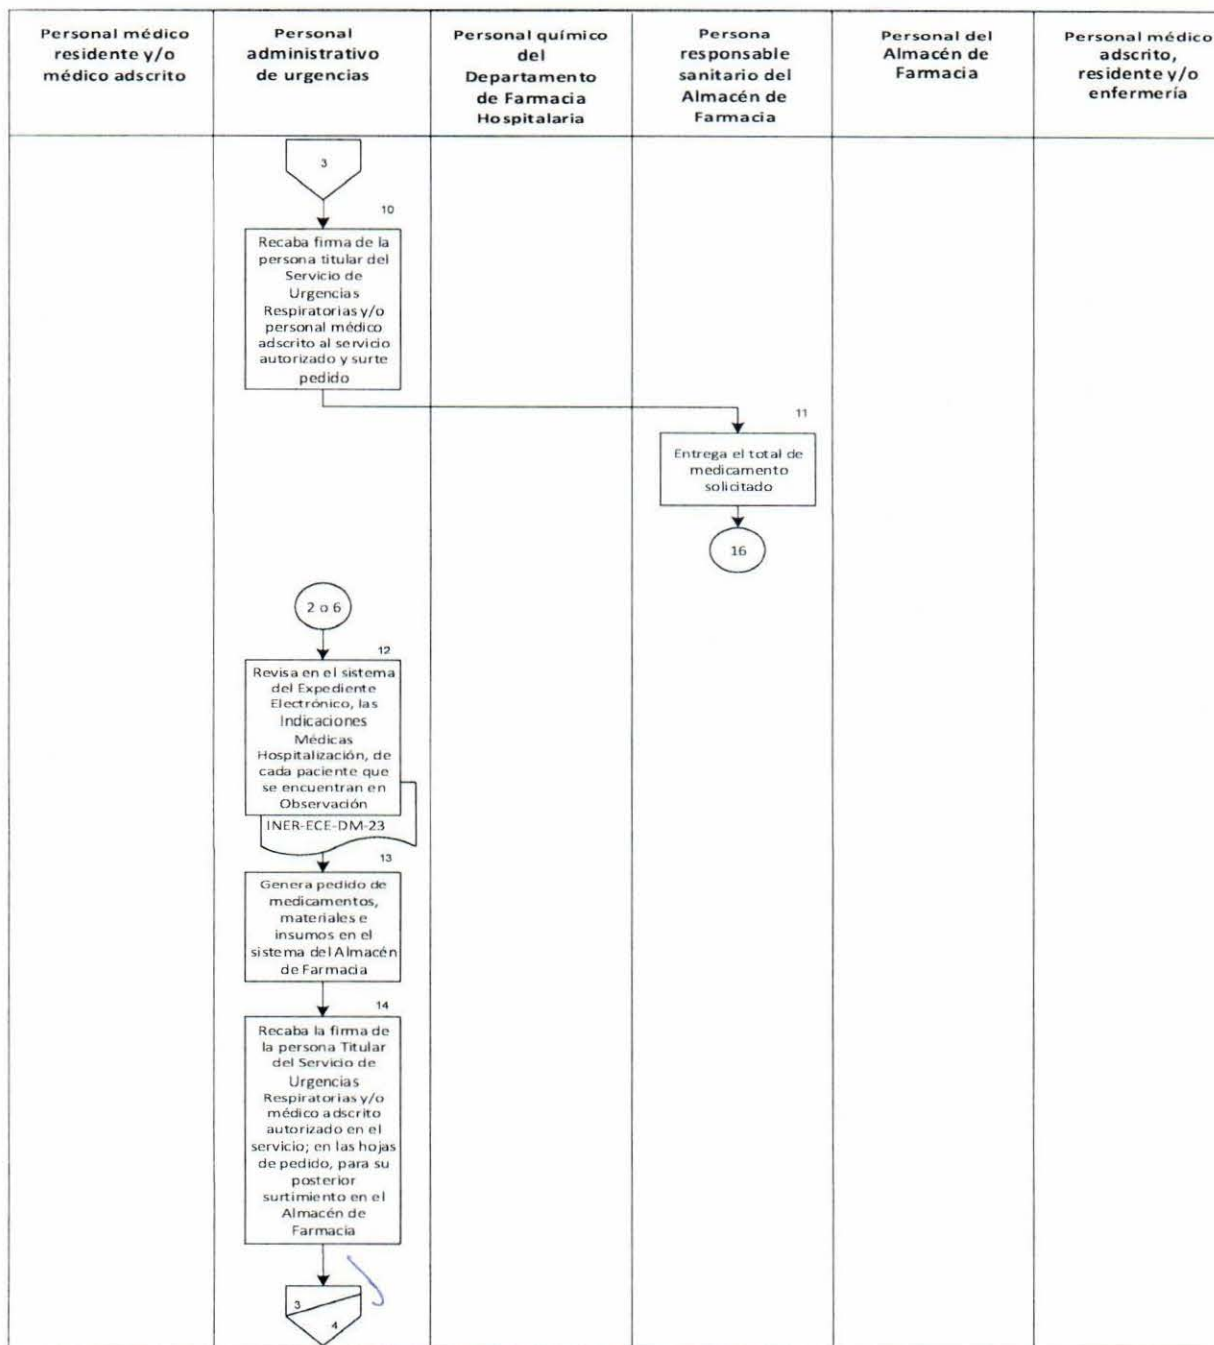 Personal médico
residente y/o
médico adscrito
Personal
administrativo
de urgencias
Personal químico
del
Departamento
de Farmacia
Hospitalaria
Persona
responsable
sanitario del
Almacén de
Farmacia
Personal del
Almacén de
Farmacia
Personal médico
adscrito,
residente y/o
enfermería
3
10
Recaba firma de la
persona titular del
Servicio de
Urgencias
Respiratorias y/o
personal médico
adscrito al servicio
autorizado y surte
pedido
11
Entrega el total de
medicamento
solicitado
16
2 o 6
12
Revisa en el sistema
del Expediente
Electrónico, las
Indicaciones
Médicas
Hospitalización, de
cada paciente que
se encuentran en
Observación
INER-ECE-DM-23
13
Genera pedido de
medicamentos,
materiales e
insumos en el
sistema del Almacén
de Farmacia
14
Recaba la firma de
la persona Titular
del Servicio de
Urgencias
Respiratorias y/o
médico adscrito
autorizado en el
servicio; en las hojas
de pedido, para su
posterior
surtimiento en el
Almacén de
Farmacia
3
4